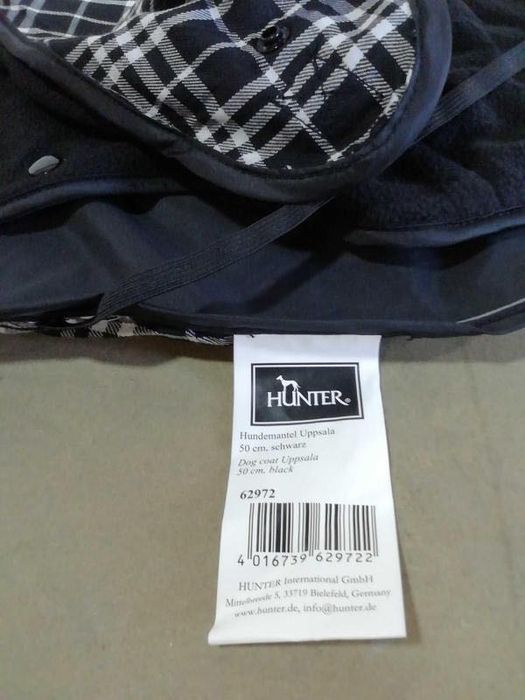 HUNTER®
Hundemantel Uppsala
50 cm, schwarz
Dog coat Uppsala
50 cm, black
62972
4 016739 629722
HUNTER International GmbH
Mittelbreede 5, 33719 Bielefeld, Germany
www.hunter.de, info@hunter.de